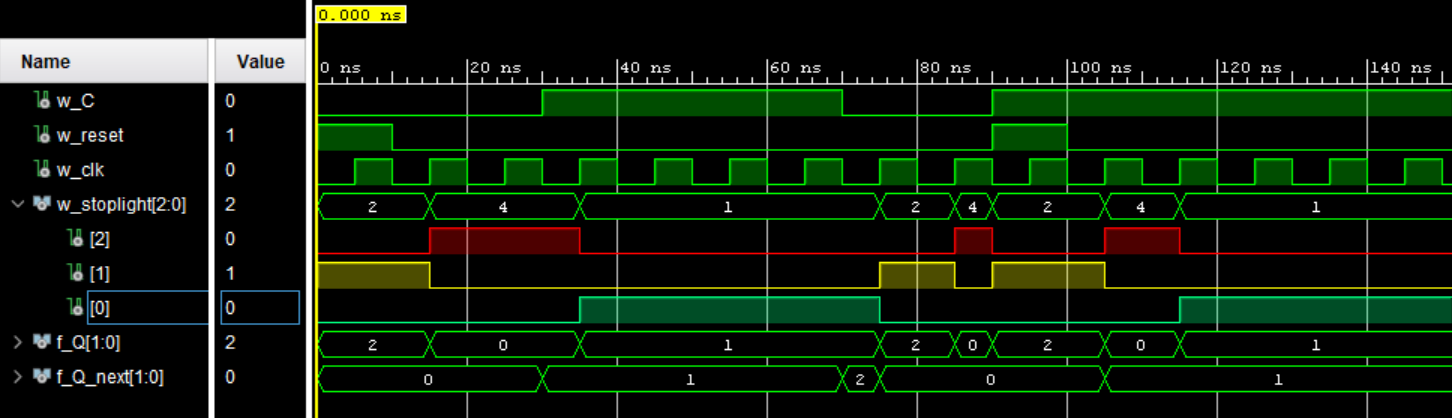 0.000 ns
Name Value
0 ns 20 ns 40 ns 60 ns 80 ns 100 ns 120 ns 140 ns
w_C 0
w_reset 1
w_clk 0
w_stoplight[2:0] 2 2 4 1 2 4 2 4 1
[2] 0
[1] 1
[0] 0
f_Q[1:0] 2 2 0 1 2 0 2 0 1
f_Q_next[1:0] 0 0 1 2 0 1